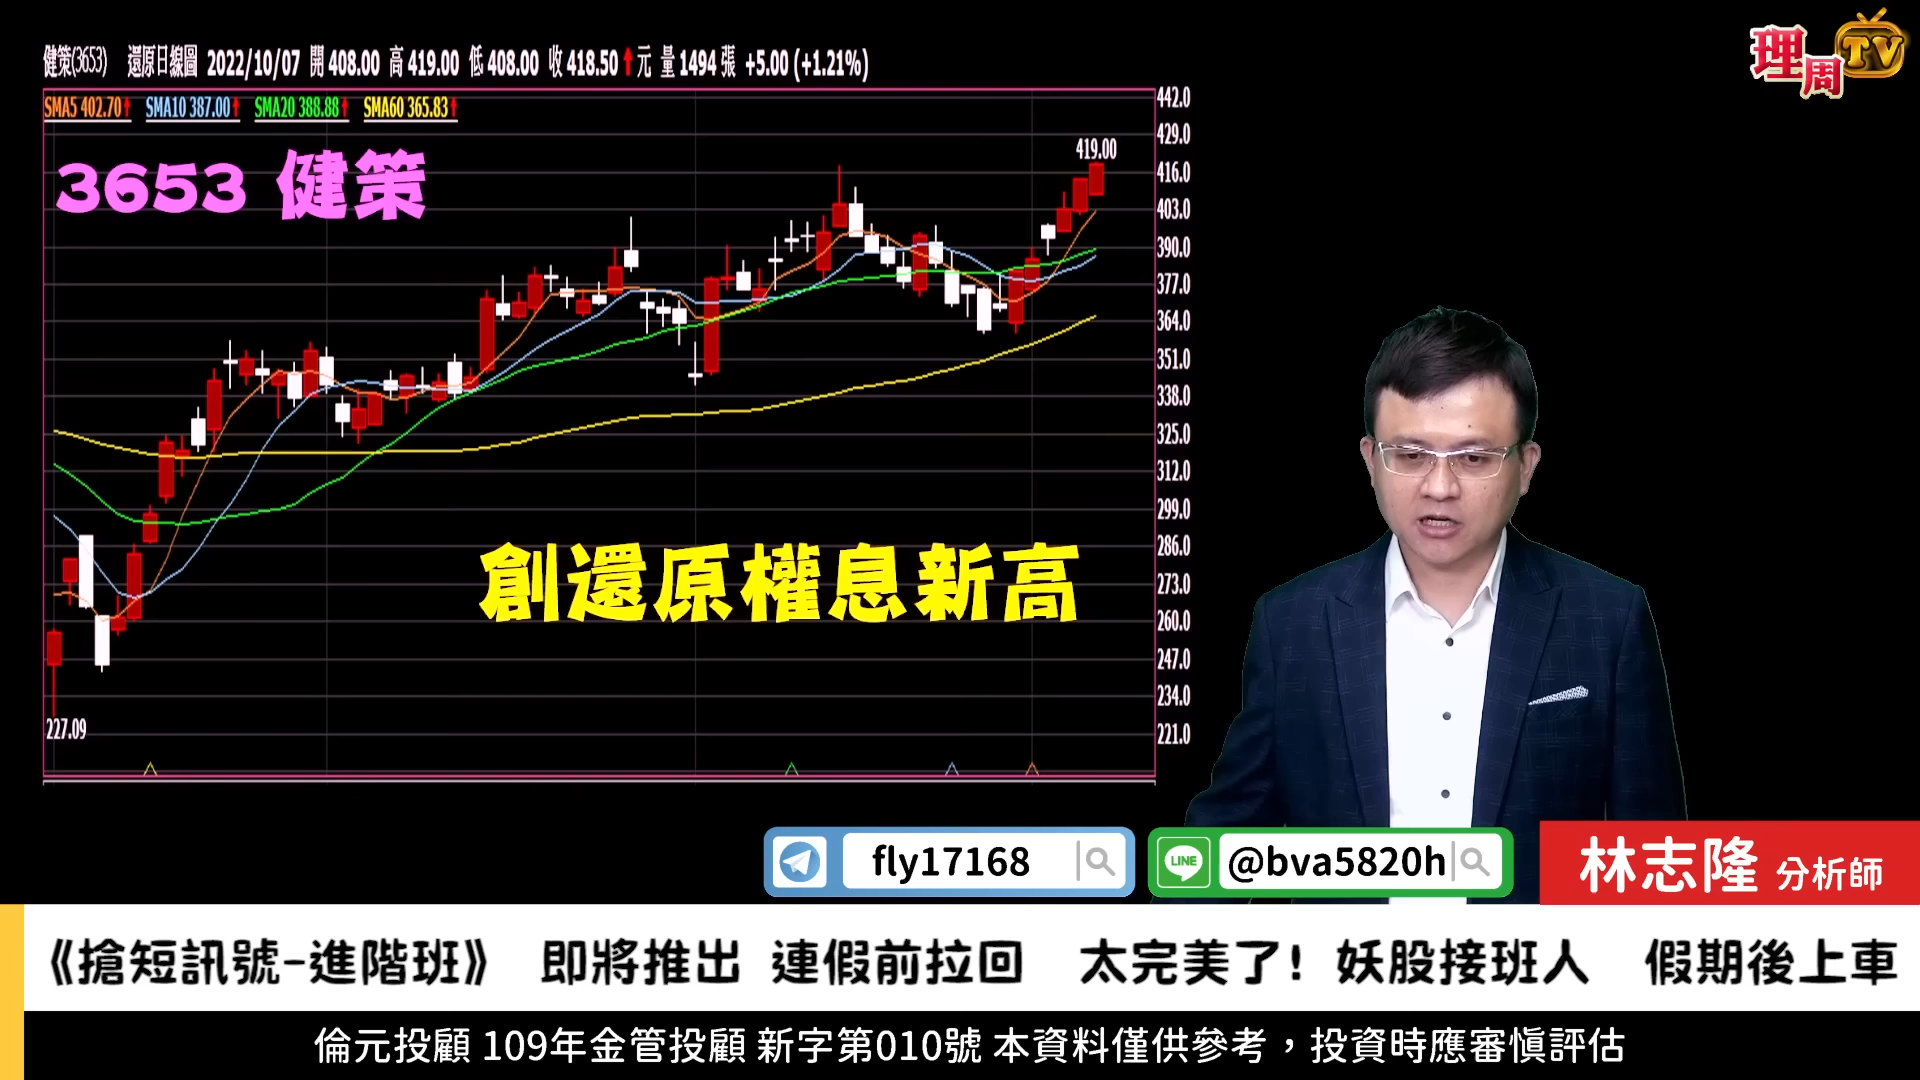 健策(3653) 還原日線圖 2022/10/07 開 408.00 高 419.00 低 408.00 收 418.50↑元 量 1494 張 +5.00 (+1.21%)
理周TV
SMA5 402.70↑ SMA10 387.00↑ SMA20 388.88↑ SMA60 365.83↑
3653 健策
419.00
442.0
429.0
416.0
403.0
390.0
377.0
364.0
351.0
338.0
325.0
312.0
299.0
286.0
273.0
260.0
247.0
234.0
221.0
創還原權息新高
227.09
fly17168
LINE @bva5820h
林志隆 分析師
《搶短訊號-進階班》 即將推出 連假前拉回 太完美了! 妖股接班人 假期後上車
倫元投顧 109年金管投顧 新字第010號 本資料僅供參考，投資時應審慎評估